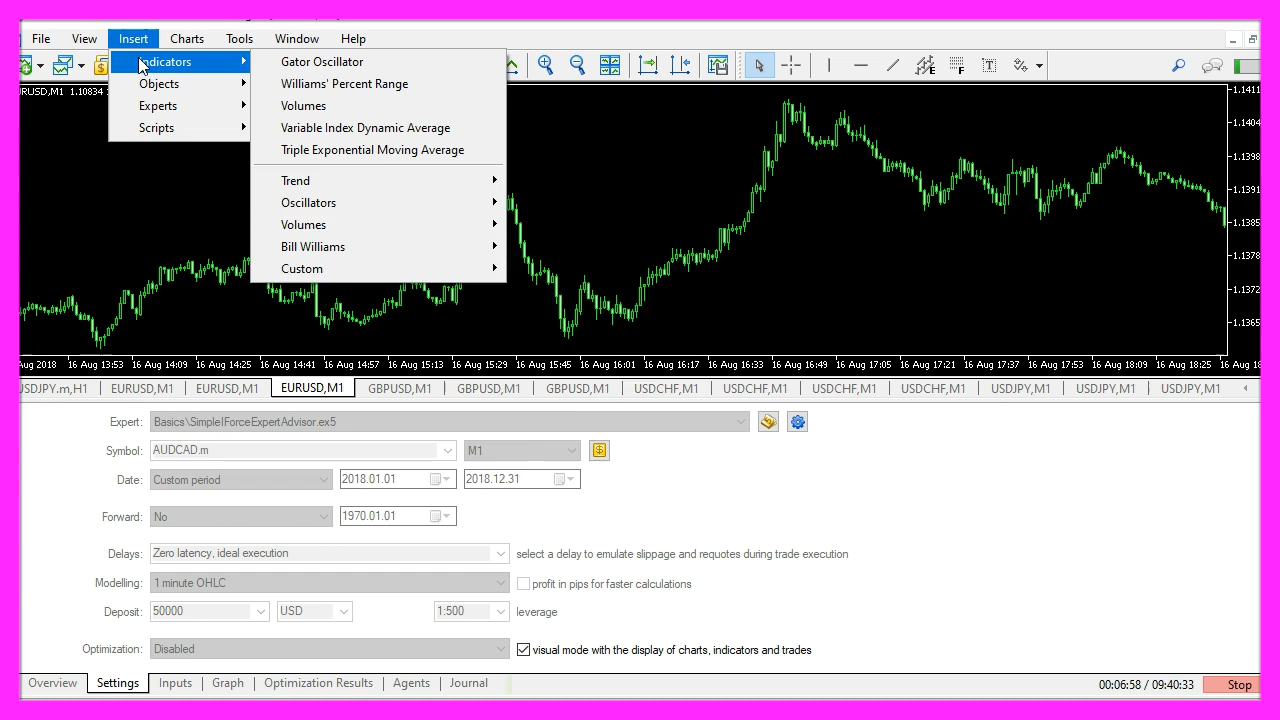 File View Insert Charts Tools Window Help
Indicators
Objects
Experts
Scripts
Gator Oscillator
Williams' Percent Range
Volumes
Variable Index Dynamic Average
Triple Exponential Moving Average
Trend
Oscillators
Volumes
Bill Williams
Custom
EURUSD,M1 1.10834
1.1411
1.1404
1.1398
1.1391
1.1385
1.1378
1.1372
1.1365
Aug 2018 16 Aug 13:53 16 Aug 14:09 16 Aug 14:25 16 Aug 14:41 16 Aug 14:57 16 Aug 15:13 16 Aug 15:29 16 Aug 15:45 16 Aug 16:01 16 Aug 16:17 16 Aug 16:33 16 Aug 16:49 16 Aug 17:05 16 Aug 17:21 16 Aug 17:37 16 Aug 17:53 16 Aug 18:09 16 Aug 18:25 16 Aug 18
USDJPY.m,H1 EURUSD,M1 EURUSD,M1 EURUSD,M1 GBPUSD,M1 GBPUSD,M1 GBPUSD,M1 USDCHF,M1 USDCHF,M1 USDCHF,M1 USDCHF,M1 USDJPY,M1 USDJPY,M1 USDJPY,M1
Expert: Basics\SimpleIForceExpertAdvisor.ex5
Symbol: AUDCAD.m M1
Date: Custom period 2018.01.01 2018.12.31
Forward: No 1970.01.01
Delays: Zero latency, ideal execution select a delay to emulate slippage and requotes during trade execution
Modelling: 1 minute OHLC profit in pips for faster calculations
Deposit: 50000 USD 1:500 leverage
Optimization: Disabled visual mode with the display of charts, indicators and trades
Overview Settings Inputs Graph Optimization Results Agents Journal 00:06:58 / 09:40:33 Stop